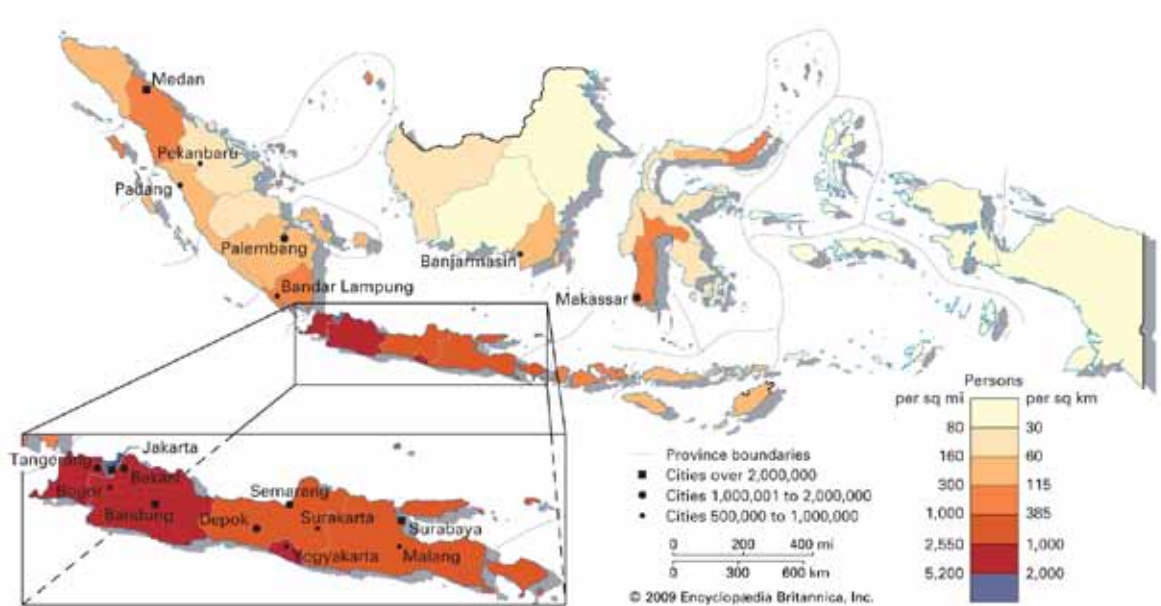 Medan
Pekanbaru
Padang
Palembang
Bandar Lampung
Banjarmasin
Makassar
Jakarta
Tangerang
Bekasi
Bogor
Bandung
Semarang
Depok
Surakarta
Surabaya
Yogyakarta
Malang
Province boundaries
Cities over 2,000,000
Cities 1,000,001 to 2,000,000
Cities 500,000 to 1,000,000
0 200 400 mi
0 300 600 km
© 2009 Encyclopædia Britannica, Inc.
Persons
per sq mi per sq km
80 30
160 60
300 115
1,000 385
2,550 1,000
5,200 2,000